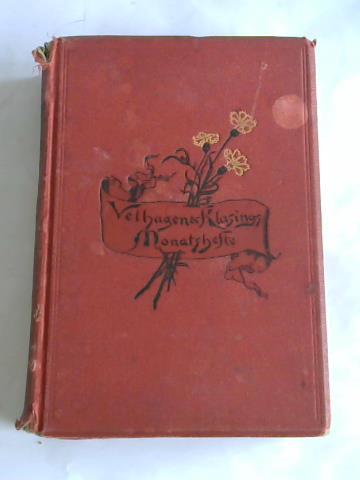 Velhagen & Klasings
Monatshefte